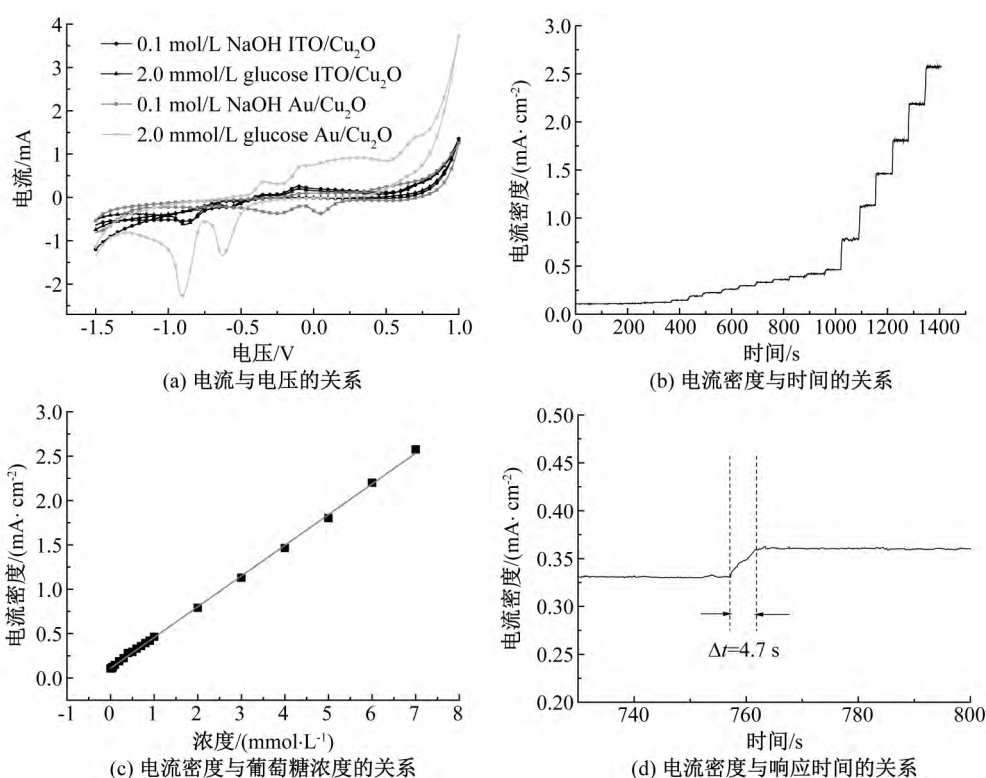 4
3
2
1
0
-1
-2
电流/mA
0.1 mol/L NaOH ITO/Cu₂O
2.0 mmol/L glucose ITO/Cu₂O
0.1 mol/L NaOH Au/Cu₂O
2.0 mmol/L glucose Au/Cu₂O
-1.5 -1.0 -0.5 0.0 0.5 1.0
电压/V
(a) 电流与电压的关系
3.0
2.5
2.0
1.5
1.0
0.5
0.0
电流密度/(mA· cm⁻²)
0 200 400 600 800 1000 1200 1400
时间/s
(b) 电流密度与时间的关系
3.0
2.5
2.0
1.5
1.0
0.5
0.0
电流密度/(mA· cm⁻²)
-1 0 1 2 3 4 5 6 7 8
浓度/(mmol·L⁻¹)
(c) 电流密度与葡萄糖浓度的关系
0.50
0.45
0.40
0.35
0.30
0.25
0.20
电流密度/(mA· cm⁻²)
Δt=4.7 s
740 760 780 800
时间/s
(d) 电流密度与响应时间的关系